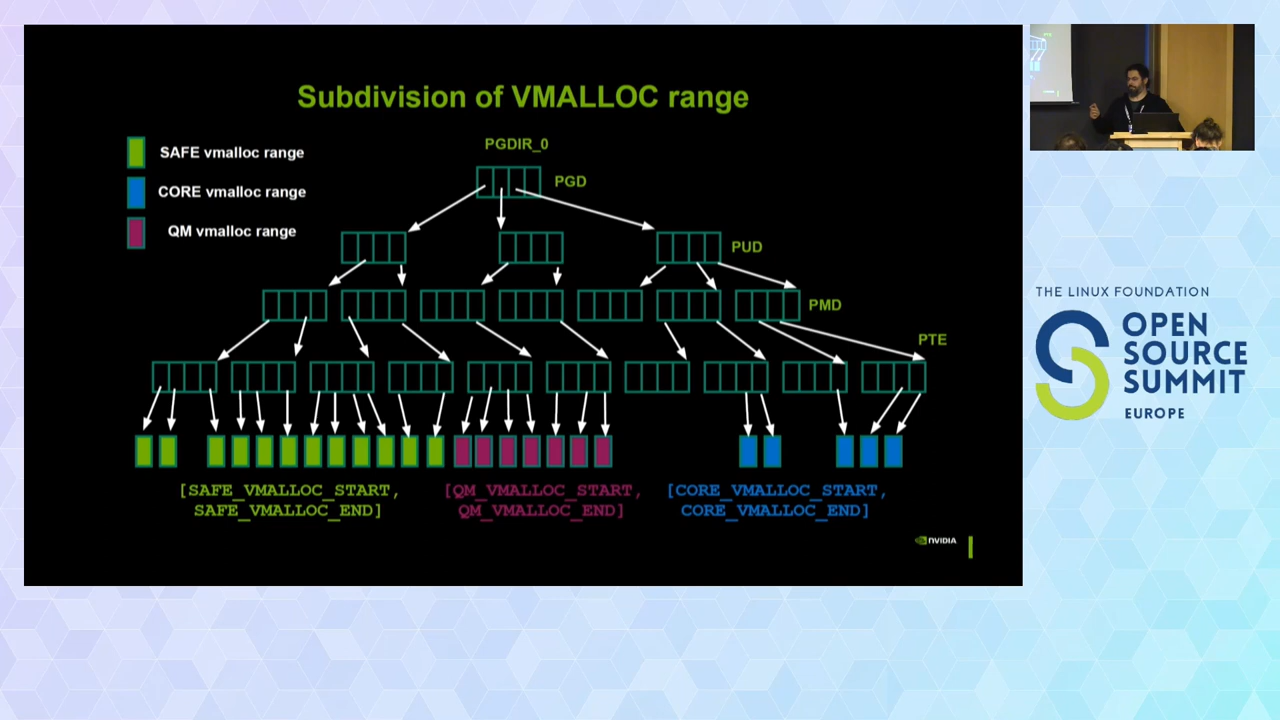 Subdivision of VMALLOC range
SAFE vmalloc range
CORE vmalloc range
QM vmalloc range
PGDIR_0
PGD
PUD
PMD
PTE
[SAFE_VMALLOC_START,
SAFE_VMALLOC_END]
[QM_VMALLOC_START,
QM_VMALLOC_END]
[CORE_VMALLOC_START,
CORE_VMALLOC_END]
NVIDIA
THE LINUX FOUNDATION
OPEN
SOURCE
SUMMIT
EUROPE